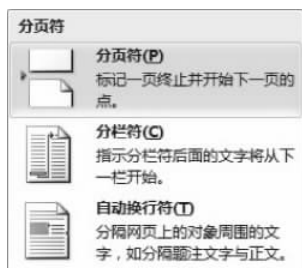 分页符
分页符(P)
标记一页终止并开始下一页的
点。
分栏符(C)
指示分栏符后面的文字将从下
一栏开始。
自动换行符(T)
分隔网页上的对象周围的文
字，如分隔题注文字与正文。